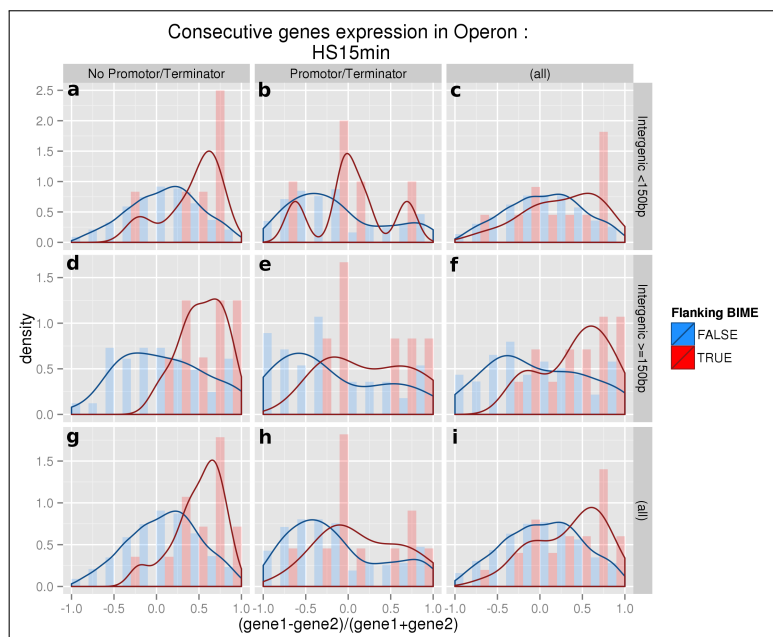 Consecutive genes expression in Operon :
HS15min
No Promotor/Terminator
Promotor/Terminator
(all)
a
b
c
2.5
2.0
1.5
1.0
0.5
0.0
Intergenic <150bp
d
e
f
1.5
1.0
0.5
0.0
Intergenic >=150bp
density
Flanking BIME
FALSE
TRUE
g
h
i
1.5
1.0
0.5
0.0
(all)
-1.0 -0.5 0.0 0.5 1.0
-1.0 -0.5 0.0 0.5 1.0
-1.0 -0.5 0.0 0.5 1.0
(gene1-gene2)/(gene1+gene2)